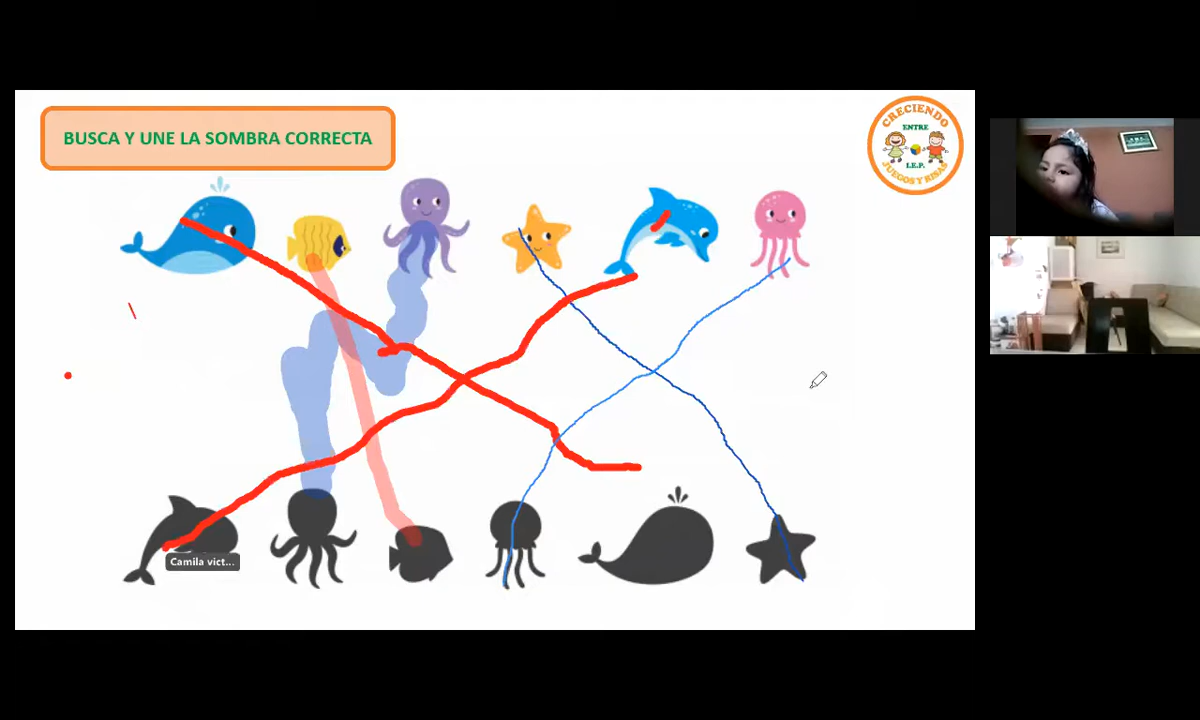 BUSCA Y UNE LA SOMBRA CORRECTA
CRECIENDO
ENTRE
I.E.P.
JUEGOS Y RISAS
Camila vict...